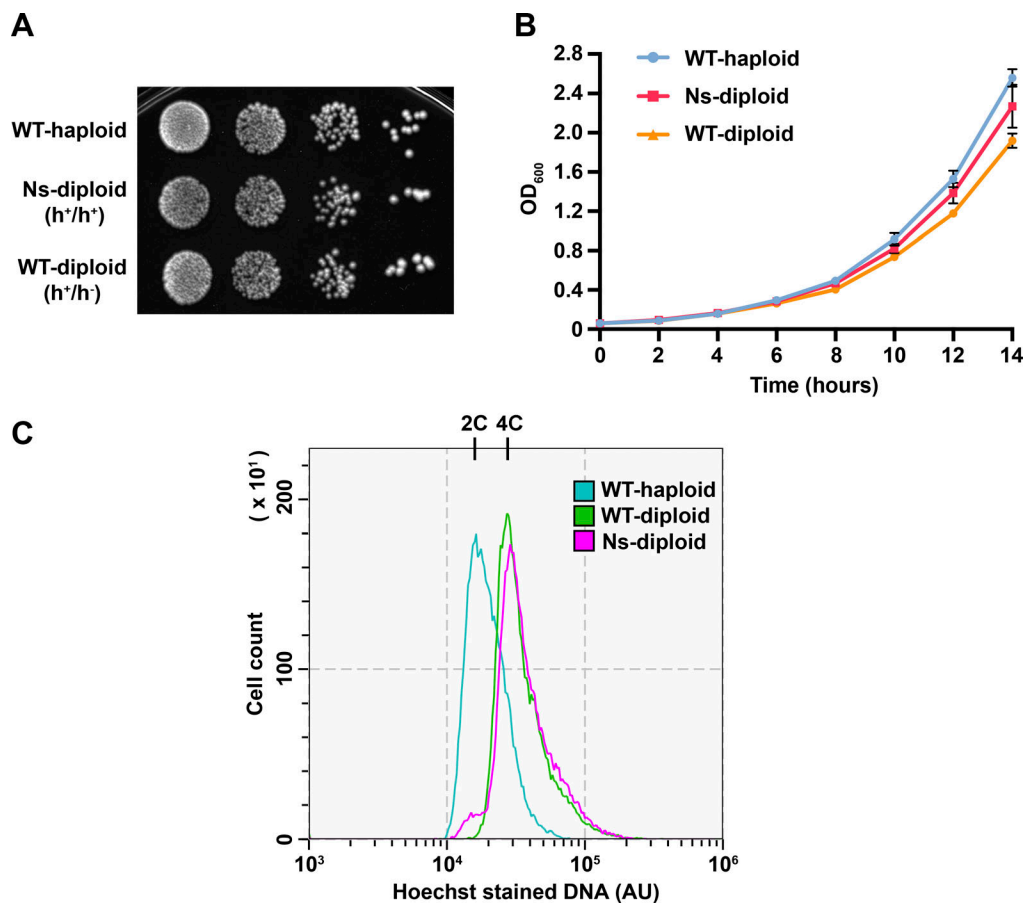 A
WT-haploid
Ns-diploid
(h⁺/h⁺)
WT-diploid
(h⁺/h⁻)
B
WT-haploid
Ns-diploid
WT-diploid
2.8
2.4
2.0
1.6
1.2
0.8
0.4
0
OD₆₀₀
0 2 4 6 8 10 12 14
Time (hours)
C
2C 4C
WT-haploid
WT-diploid
Ns-diploid
( x 10¹)
200
100
0
Cell count
10³ 10⁴ 10⁵ 10⁶
Hoechst stained DNA (AU)